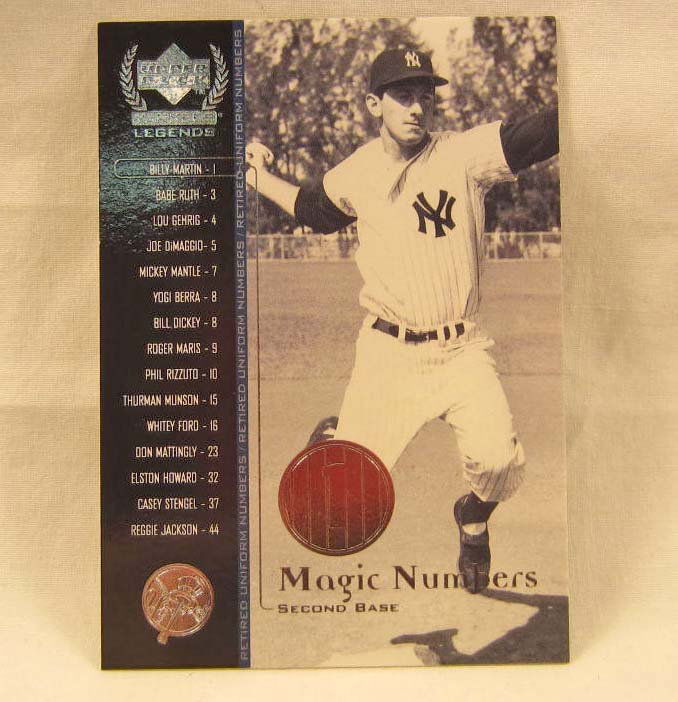 UPPER
DECK
LEGENDS
BILLY MARTIN - 1
BABE RUTH - 3
LOU GEHRIG - 4
JOE DiMAGGIO- 5
MICKEY MANTLE - 7
YOGI BERRA - 8
BILL DICKEY - 8
ROGER MARIS - 9
PHIL RIZZUTO - 10
THURMAN MUNSON - 15
WHITEY FORD - 16
DON MATTINGLY - 23
ELSTON HOWARD - 32
CASEY STENGEL - 37
REGGIE JACKSON - 44
RETIRED UNIFORM NUMBERS / RETIRED UNIFORM NUMBERS / RETIRED UNIFORM NUMBERS
NY
NY
Magic Numbers
SECOND BASE